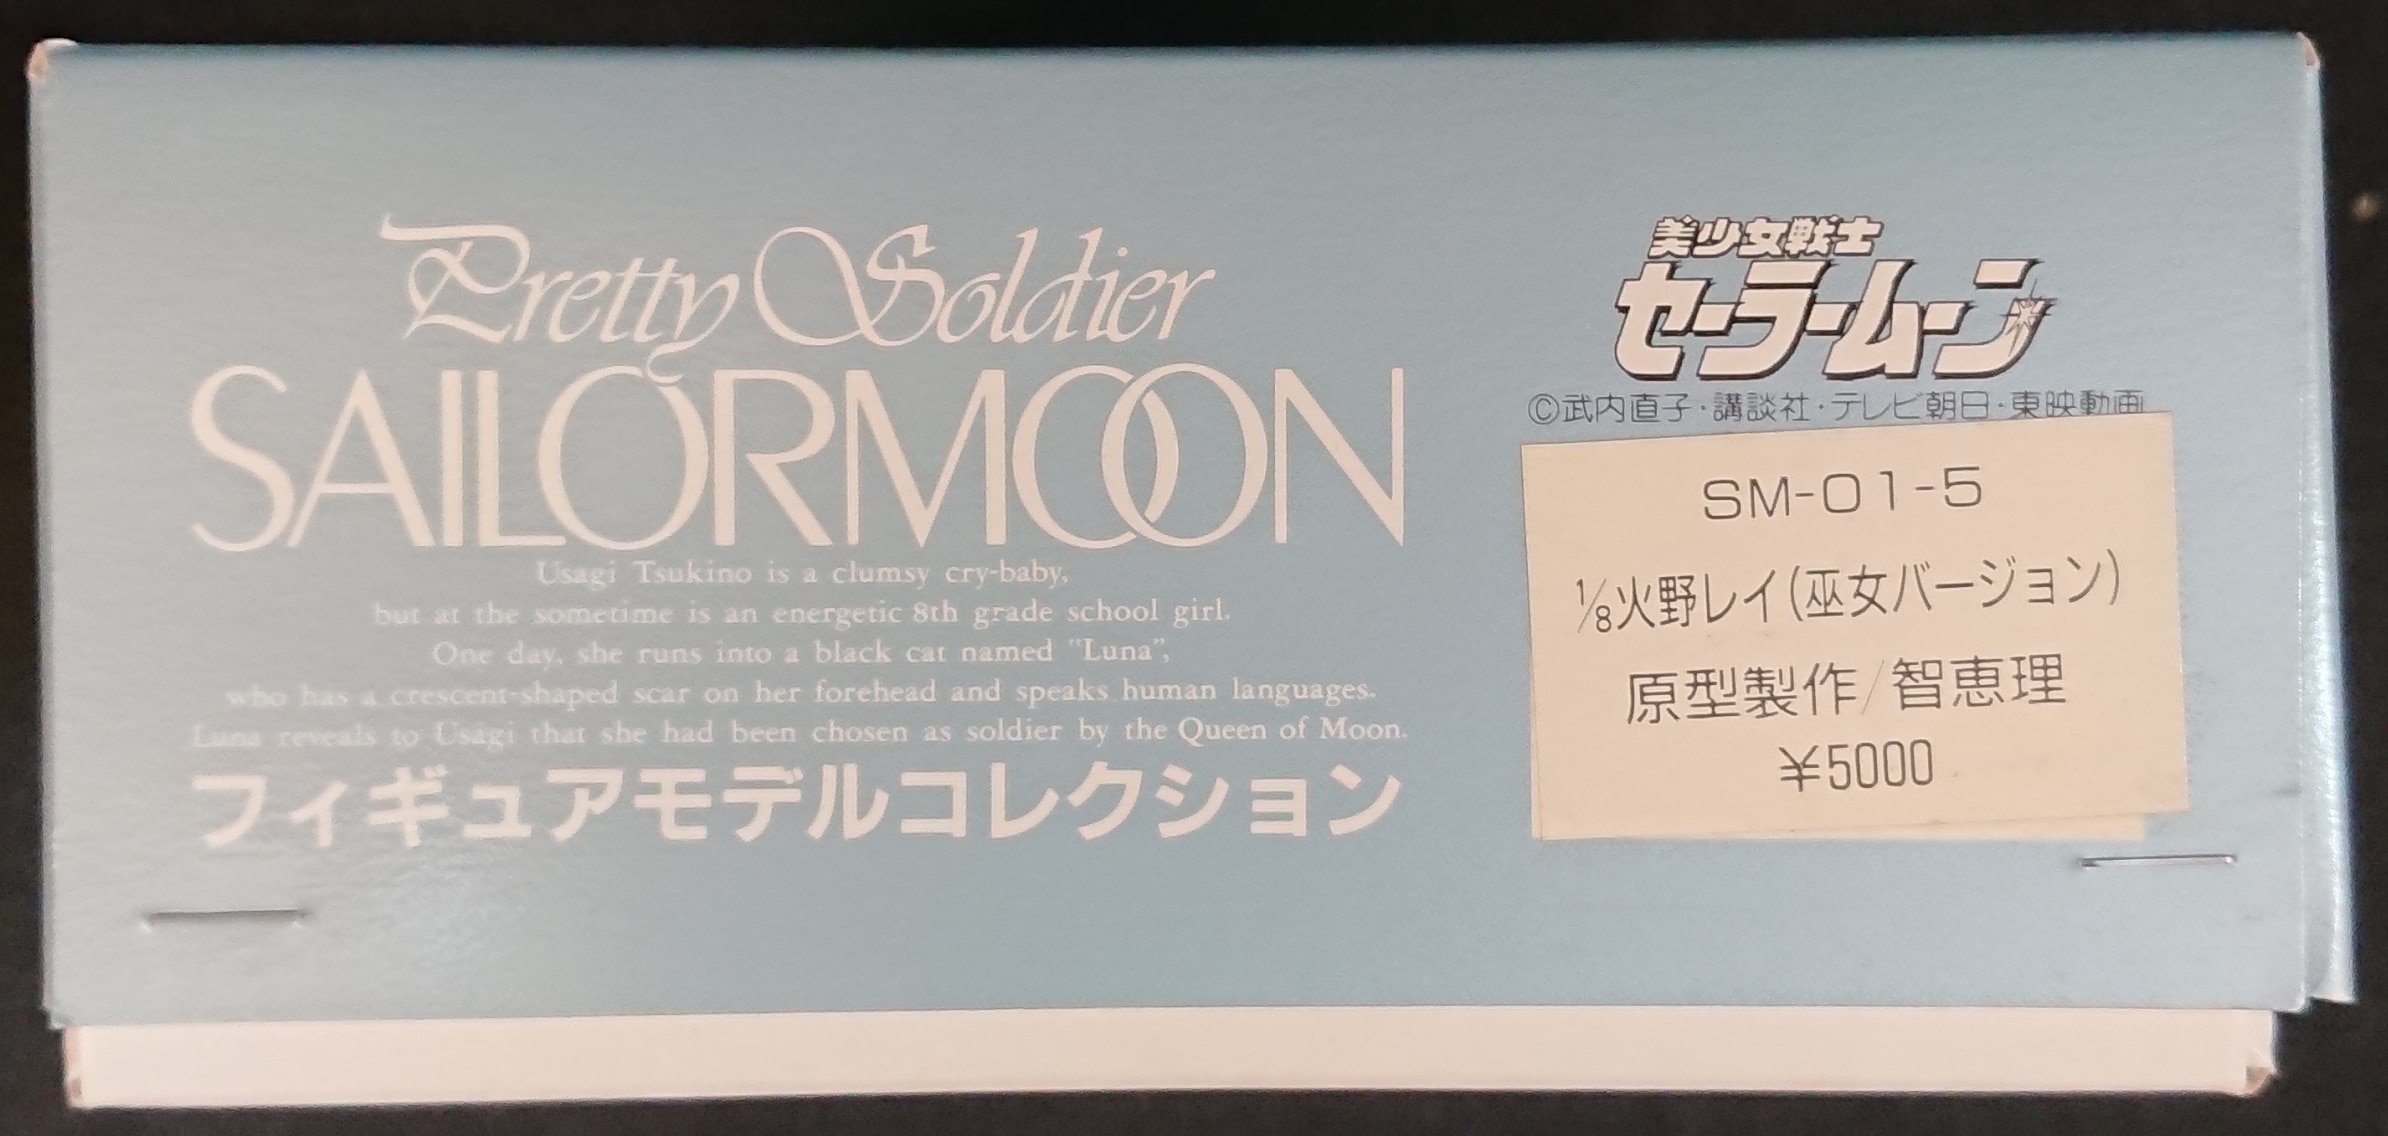 Pretty Soldier
SAILORMOON
Usagi Tsukino is a clumsy cry-baby,
but at the sometime is an energetic 8th grade school girl.
One day, she runs into a black cat named "Luna",
who has a crescent-shaped scar on her forehead and speaks human languages.
Luna reveals to Usagi that she had been chosen as soldier by the Queen of Moon.
フィギュアモデルコレクション
美少女戦士
セーラームーン
©武内直子・講談社・テレビ朝日・東映動画
SM-01-5
1/8火野レイ(巫女バージョン)
原型製作/智恵理
¥5000